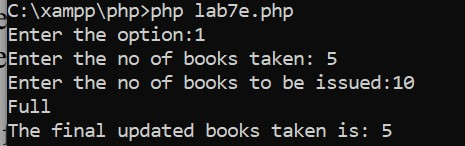 C:\xampp\php>php lab7e.php
Enter the option:1
Enter the no of books taken: 5
Enter the no of books to be issued:10
Full
The final updated books taken is: 5